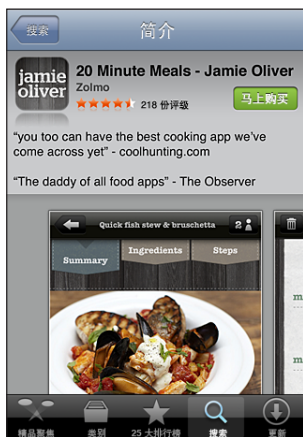 搜索
简介
jamie
oliver
20 Minute Meals - Jamie Oliver
Zolmo
218 份评级
马上购买
“you too can have the best cooking app we’ve
come across yet” - coolhunting.com
“The daddy of all food apps” - The Observer
Quick fish stew & bruschetta
2
Summary
Ingredients
Steps
m
m
精品聚焦
类别
25 大排行榜
搜索
更新